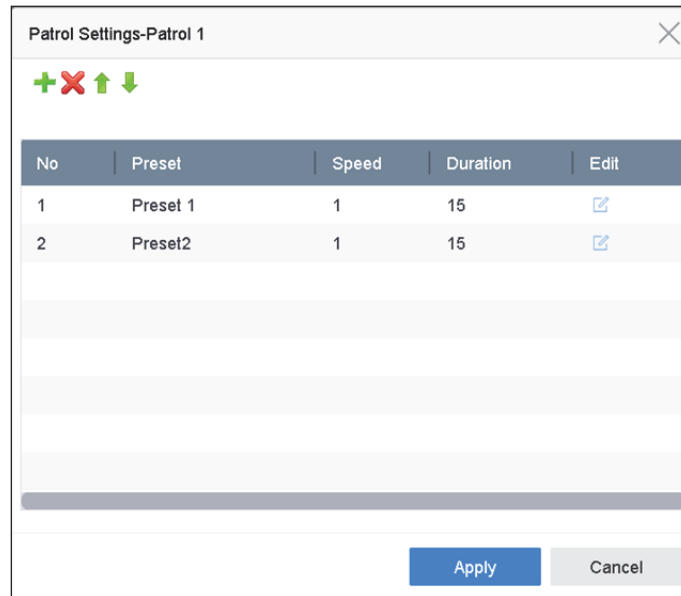 Patrol Settings-Patrol 1
No Preset Speed Duration Edit
1 Preset 1 1 15
2 Preset2 1 15
Apply Cancel